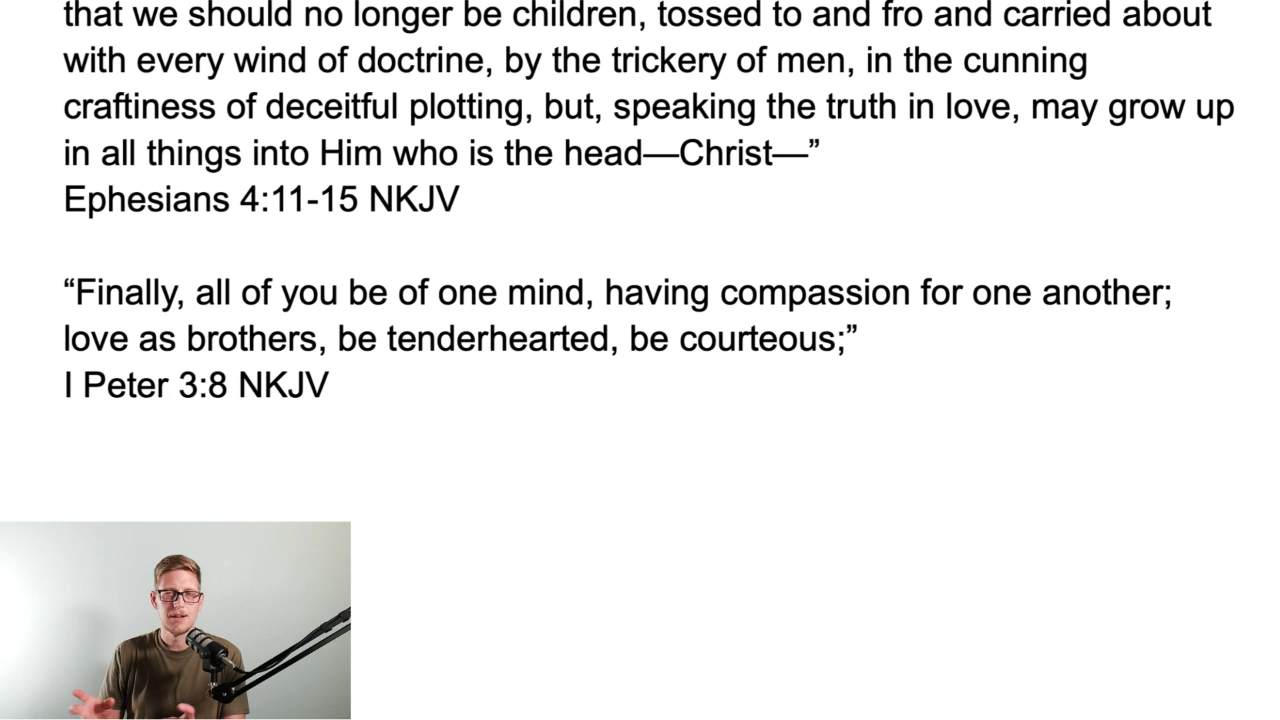 that we should no longer be children, tossed to and fro and carried about
with every wind of doctrine, by the trickery of men, in the cunning
craftiness of deceitful plotting, but, speaking the truth in love, may grow up
in all things into Him who is the head—Christ—”
Ephesians 4:11-15 NKJV
“Finally, all of you be of one mind, having compassion for one another;
love as brothers, be tenderhearted, be courteous;”
I Peter 3:8 NKJV